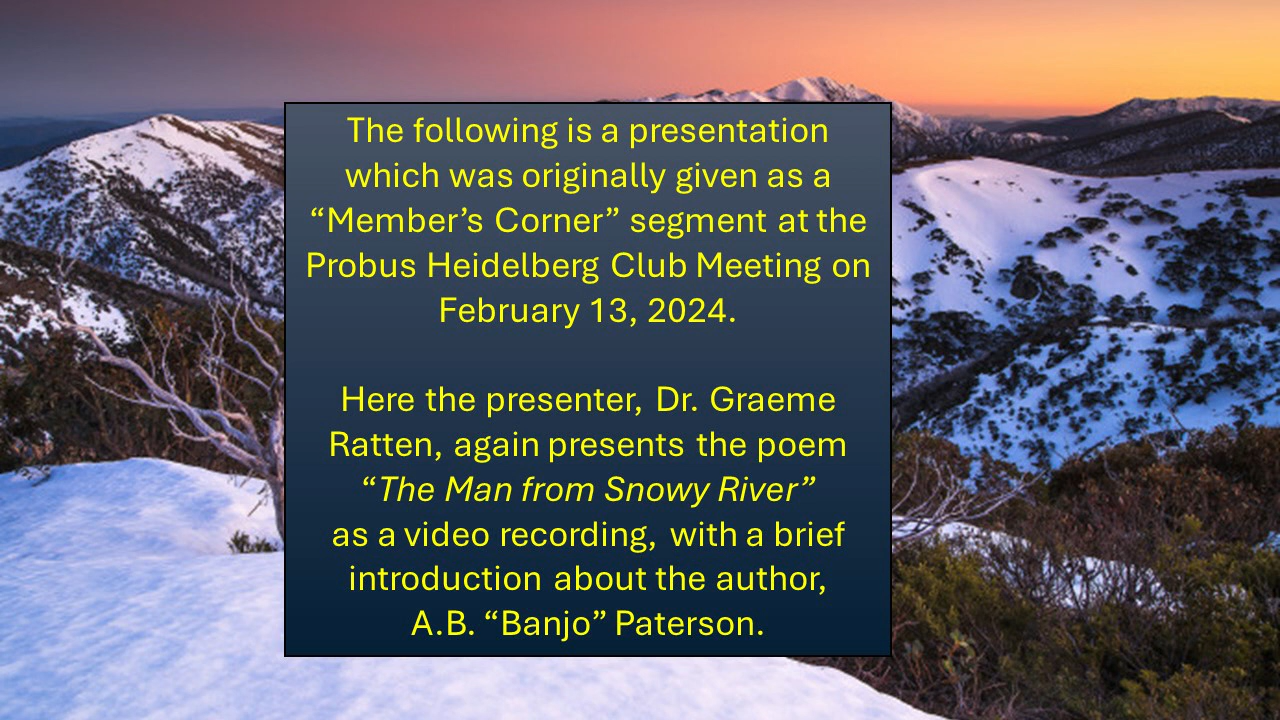 The following is a presentation
which was originally given as a
“Member’s Corner” segment at the
Probus Heidelberg Club Meeting on
February 13, 2024.
Here the presenter, Dr. Graeme
Ratten, again presents the poem
“The Man from Snowy River”
as a video recording, with a brief
introduction about the author,
A.B. “Banjo” Paterson.